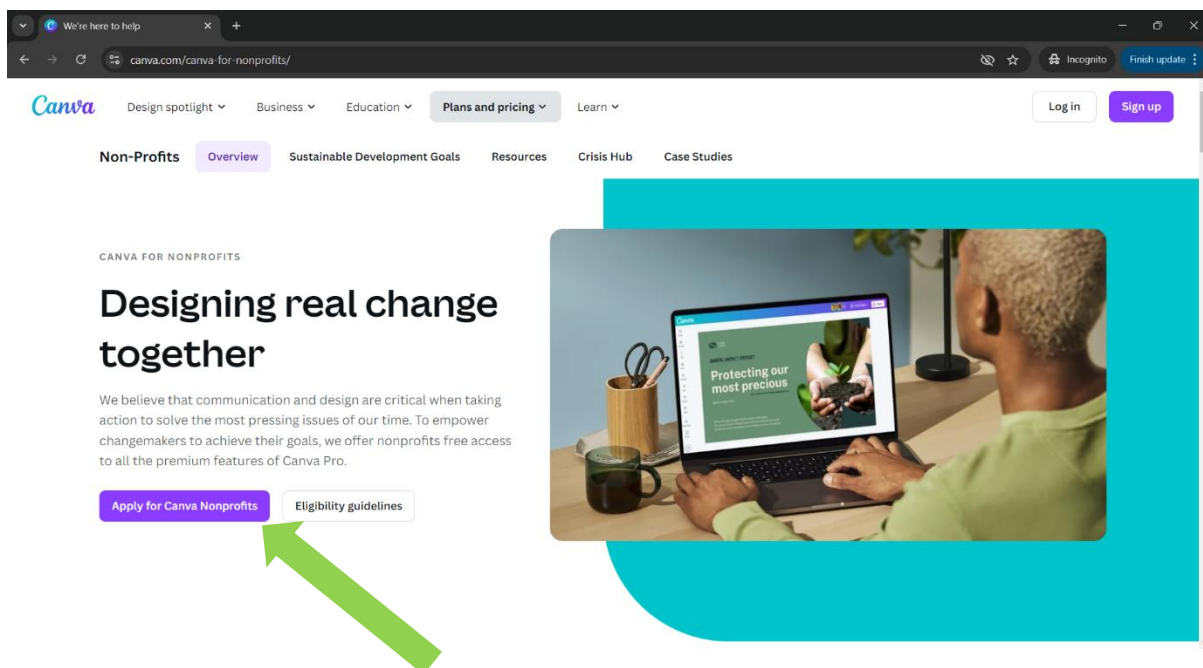 We're here to help
canva.com/canva-for-nonprofits/
Incognito
Finish update
Canva
Design spotlight
Business
Education
Plans and pricing
Learn
Log in
Sign up
Non-Profits
Overview
Sustainable Development Goals
Resources
Crisis Hub
Case Studies
CANVA FOR NONPROFITS
Designing real change
together
We believe that communication and design are critical when taking
action to solve the most pressing issues of our time. To empower
changemakers to achieve their goals, we offer nonprofits free access
to all the premium features of Canva Pro.
Apply for Canva Nonprofits
Eligibility guidelines
Canva
Protecting our
most precious